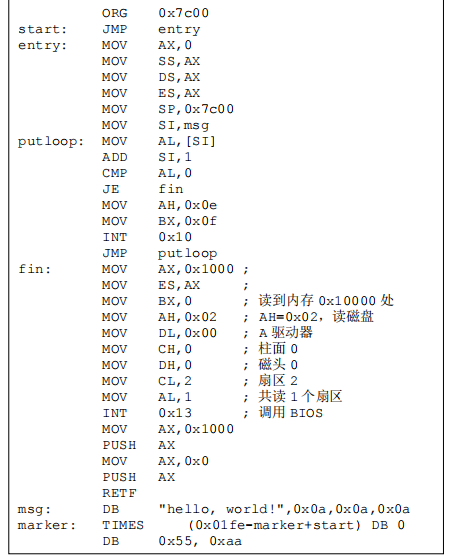 ORG 0x7c00
start: JMP entry
entry: MOV AX,0
MOV SS,AX
MOV DS,AX
MOV ES,AX
MOV SP,0x7c00
MOV SI,msg
putloop: MOV AL,[SI]
ADD SI,1
CMP AL,0
JE fin
MOV AH,0x0e
MOV BX,0x0f
INT 0x10
JMP putloop
fin: MOV AX,0x1000 ;
MOV ES,AX ;
MOV BX,0 ; 读到内存 0x10000 处
MOV AH,0x02 ; AH=0x02，读磁盘
MOV DL,0x00 ; A 驱动器
MOV CH,0 ; 柱面 0
MOV DH,0 ; 磁头 0
MOV CL,2 ; 扇区 2
MOV AL,1 ; 共读 1 个扇区
INT 0x13 ; 调用 BIOS
MOV AX,0x1000
PUSH AX
MOV AX,0x0
PUSH AX
RETF
msg: DB "hello, world!",0x0a,0x0a,0x0a
marker: TIMES (0x01fe-marker+start) DB 0
DB 0x55, 0xaa